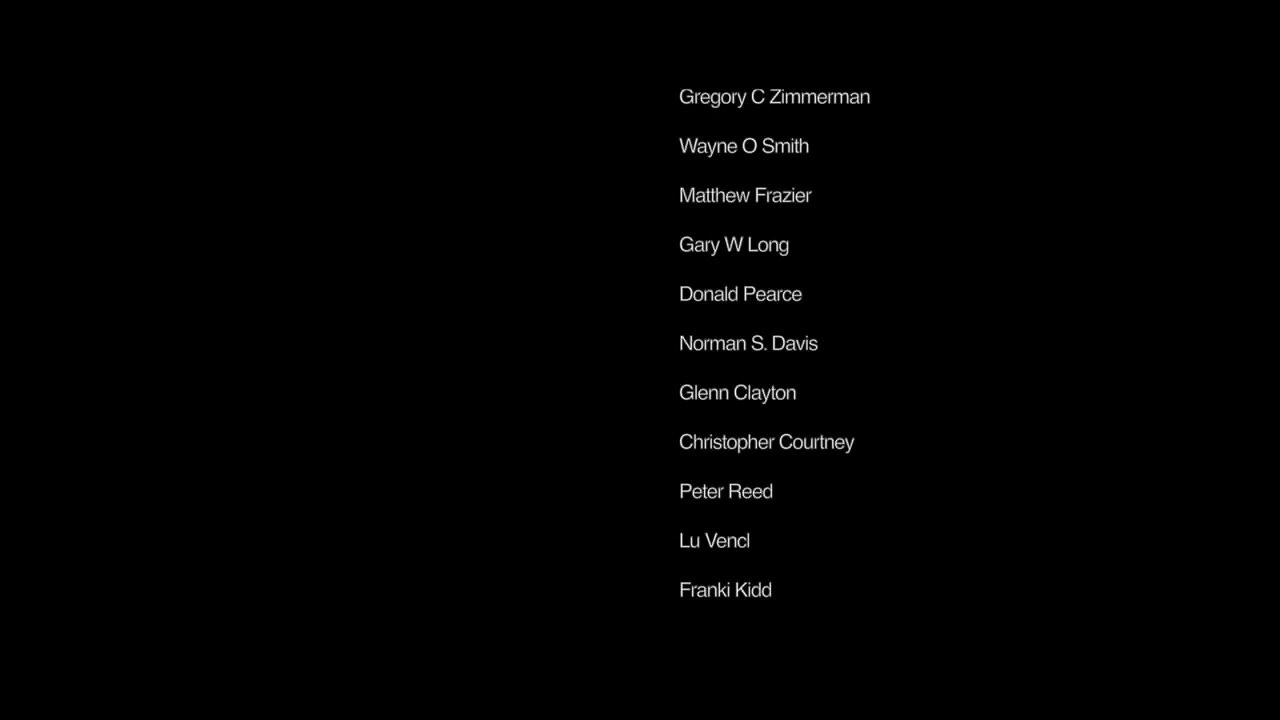 Gregory C Zimmerman
Wayne O Smith
Matthew Frazier
Gary W Long
Donald Pearce
Norman S. Davis
Glenn Clayton
Christopher Courtney
Peter Reed
Lu Vencl
Franki Kidd